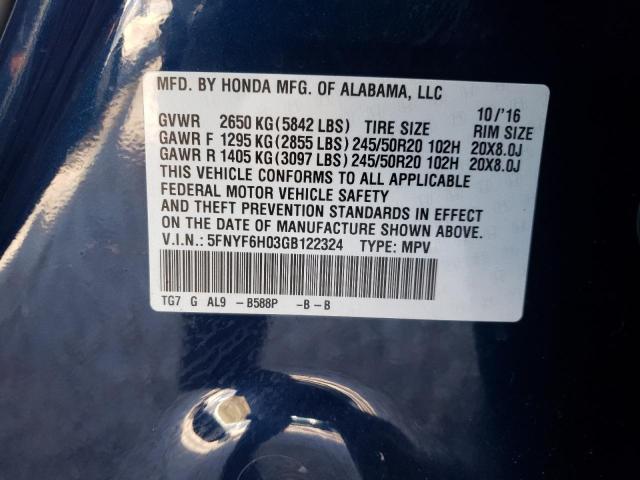 MFD. BY HONDA MFG. OF ALABAMA, LLC
10/'16
GVWR 2650 KG (5842 LBS) TIRE SIZE RIM SIZE
GAWR F 1295 KG (2855 LBS) 245/50R20 102H 20X8.0J
GAWR R 1405 KG (3097 LBS) 245/50R20 102H 20X8.0J
THIS VEHICLE CONFORMS TO ALL APPLICABLE
FEDERAL MOTOR VEHICLE SAFETY
AND THEFT PREVENTION STANDARDS IN EFFECT
ON THE DATE OF MANUFACTURE SHOWN ABOVE.
V.I.N.: 5FNYF6H03GB122324 TYPE: MPV
TG7 G AL9 -B588P -B-B